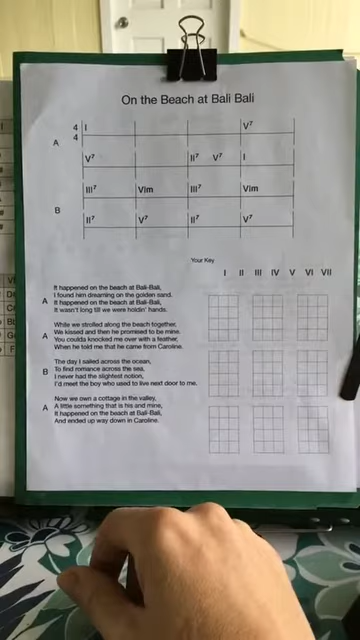 On the Beach at Bali Bali
4 I V7
4
A
V7 II7 V7 I
III7 VIm III7 VIm
B
II7 V7 II7 V7
Your Key
I II III IV V VI VII
It happened on the beach at Bali-Bali,
I found him dreaming on the golden sand.
A It happened on the beach at Bali-Bali,
It wasn't long till we were holdin' hands.
While we strolled along the beach together,
We kissed and then he promised to be mine.
A You coulda knocked me over with a feather,
When he told me that he came from Caroline.
The day I sailed across the ocean,
To find romance across the sea,
B I never had the slightest notion,
I'd meet the boy who used to live next door to me.
Now we own a cottage in the valley,
A A little something that is his and mine,
It happened on the beach at Bali-Bali,
And ended up way down in Caroline.